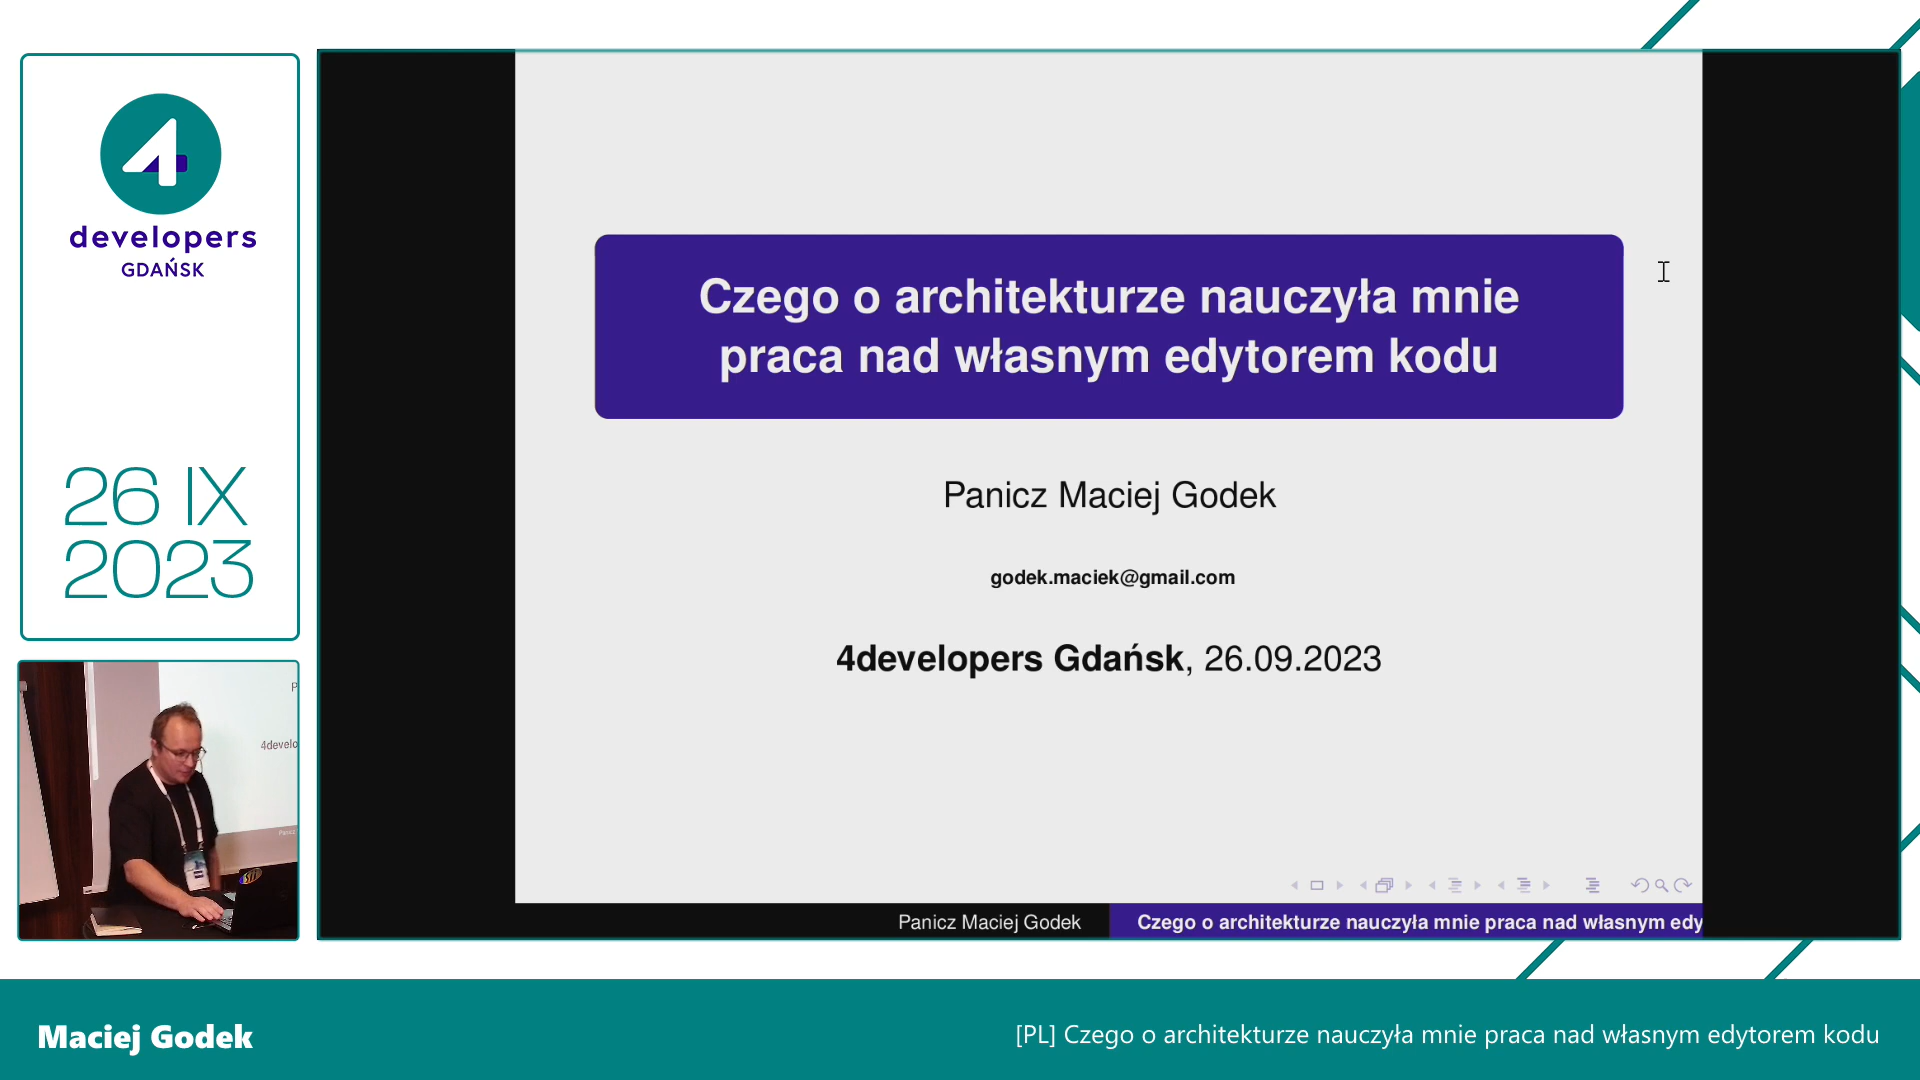 4
developers
GDAŃSK
26 IX
2023
Czego o architekturze nauczyła mnie
praca nad własnym edytorem kodu
Panicz Maciej Godek
godek.maciek@gmail.com
4developers Gdańsk, 26.09.2023
Panicz Maciej Godek
Czego o architekturze nauczyła mnie praca nad własnym edy
P
4develo
Panicz
Maciej Godek
[PL] Czego o architekturze nauczyła mnie praca nad własnym edytorem kodu